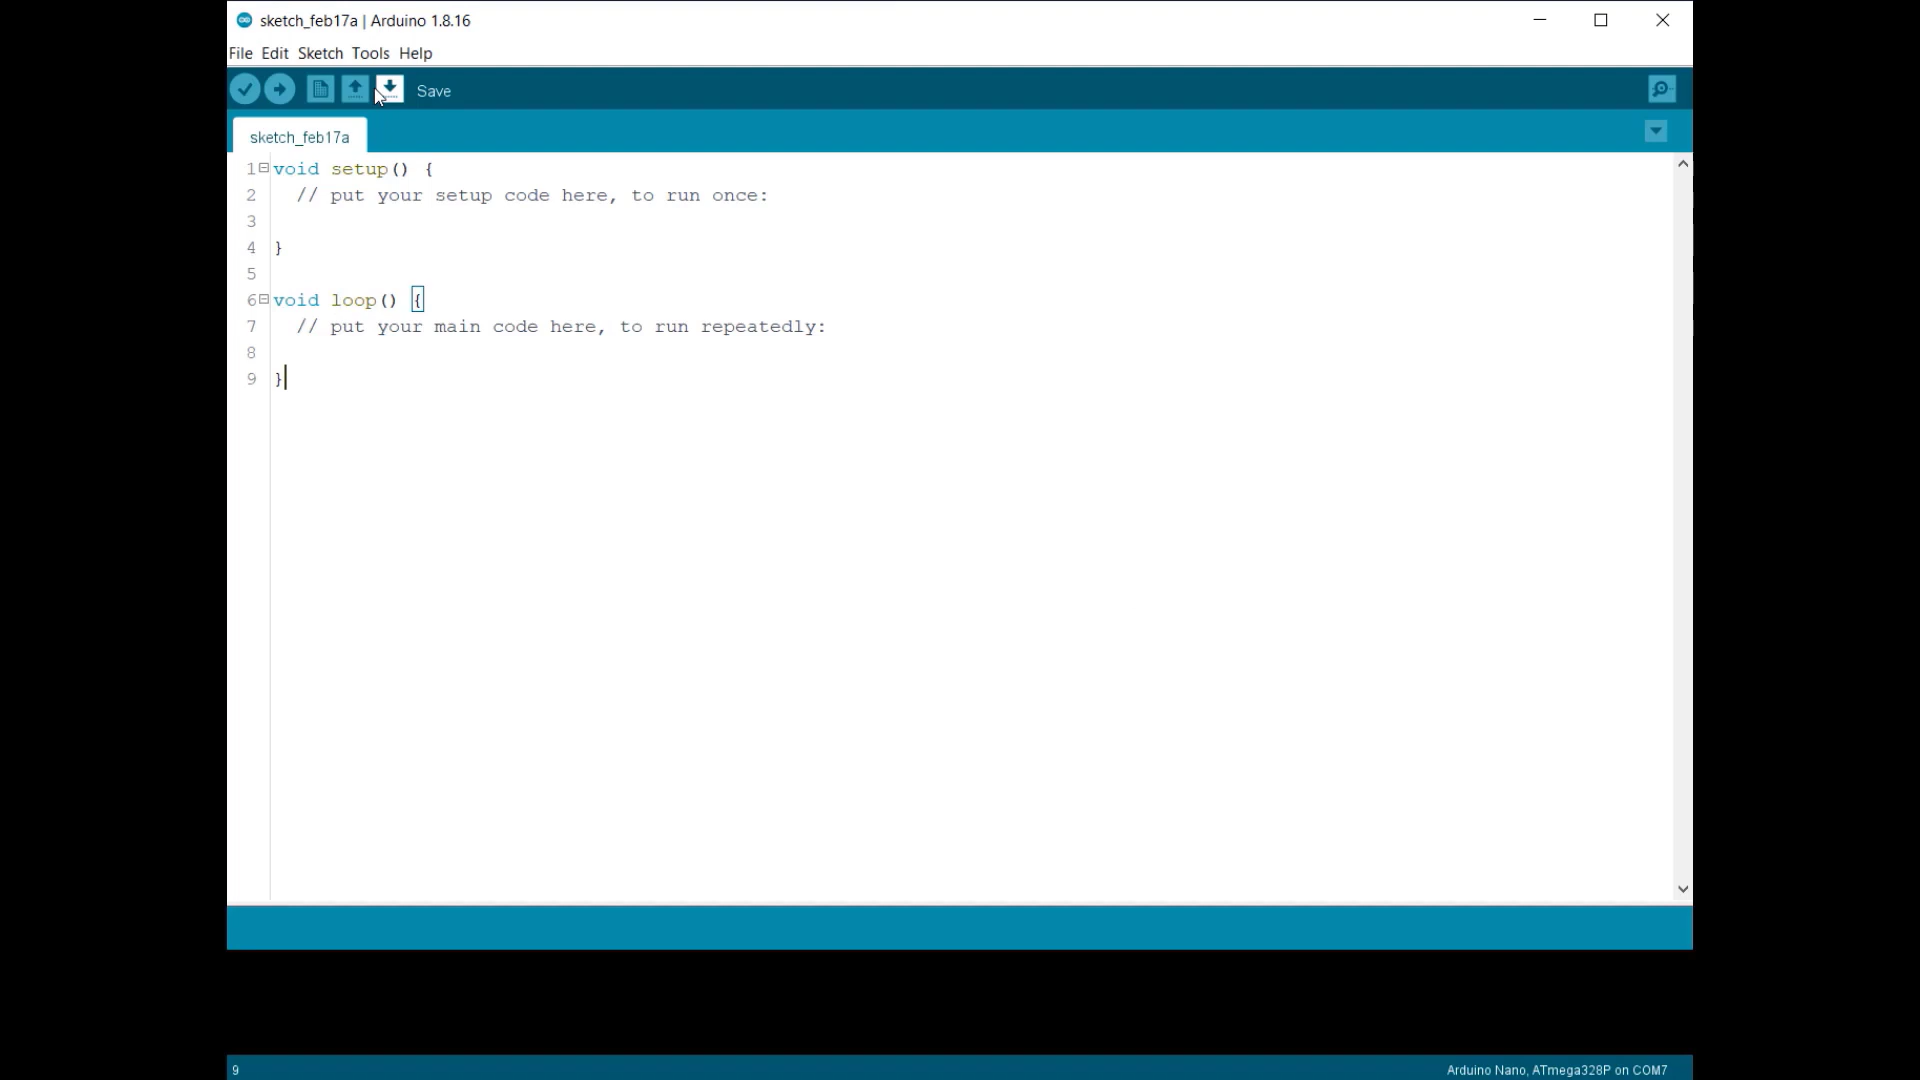 sketch_feb17a | Arduino 1.8.16
File Edit Sketch Tools Help
Save
sketch_feb17a
1 void setup() {
2 // put your setup code here, to run once:
3
4 }
5
6 void loop() {
7 // put your main code here, to run repeatedly:
8
9 }
9
Arduino Nano, ATmega328P on COM7